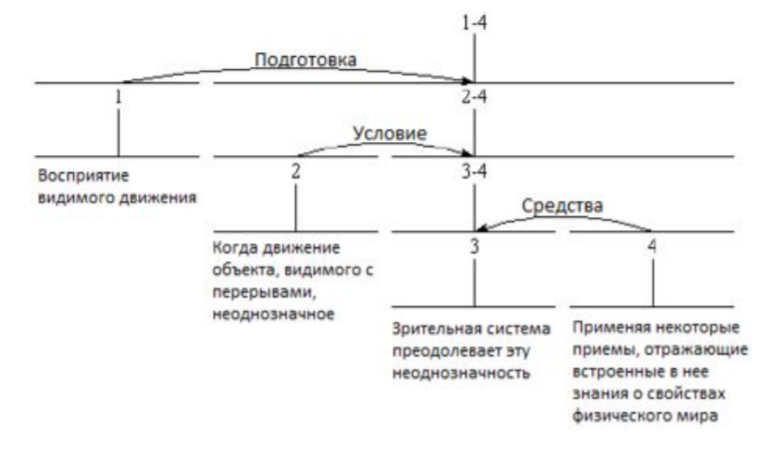 1-4
Подготовка
1
2-4
Условие
Восприятие
видимого движения
2
3-4
Средства
Когда движение
объекта, видимого с
перерывами,
неоднозначное
3
4
Зрительная система
преодолевает эту
неоднозначность
Применяя некоторые
приемы, отражающие
встроенные в нее
знания о свойствах
физического мира